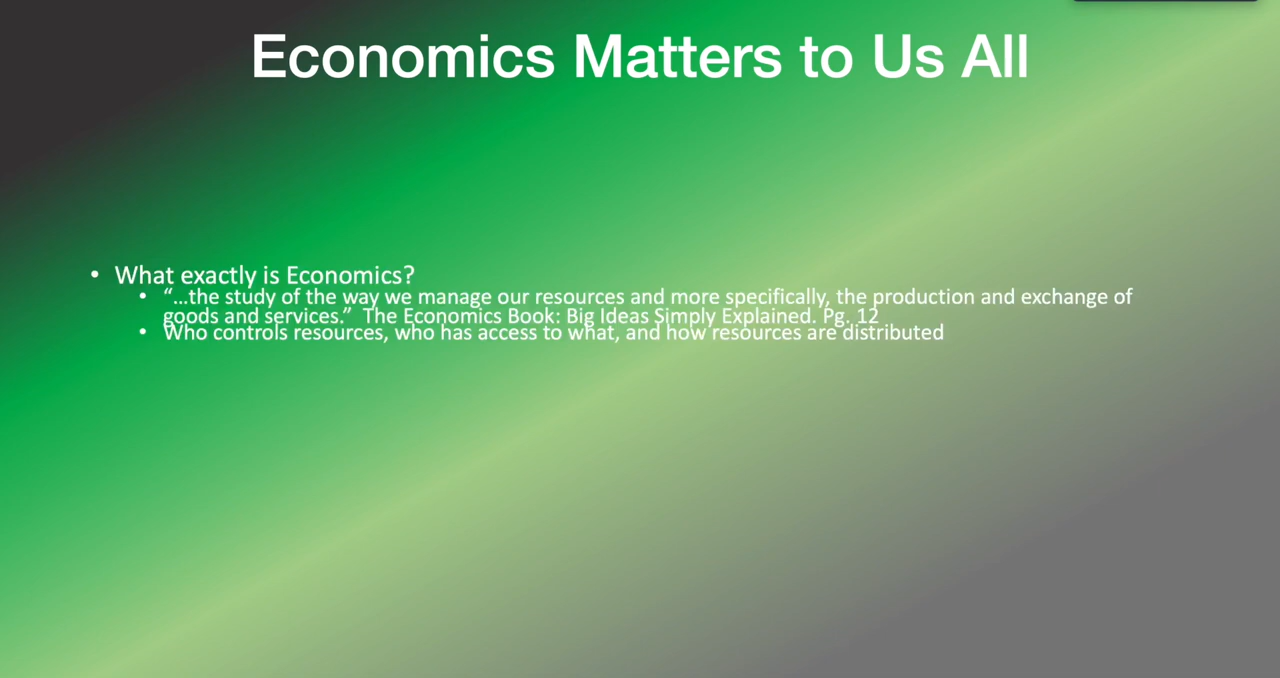 Economics Matters to Us All
• What exactly is Economics?
• “...the study of the way we manage our resources and more specifically, the production and exchange of
goods and services.”  The Economics Book: Big Ideas Simply Explained. Pg. 12
• Who controls resources, who has access to what, and how resources are distributed